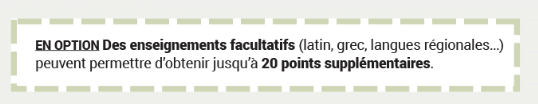 EN OPTION Des enseignements facultatifs (latin, grec, langues régionales...)
peuvent permettre d'obtenir jusqu'à 20 points supplémentaires.